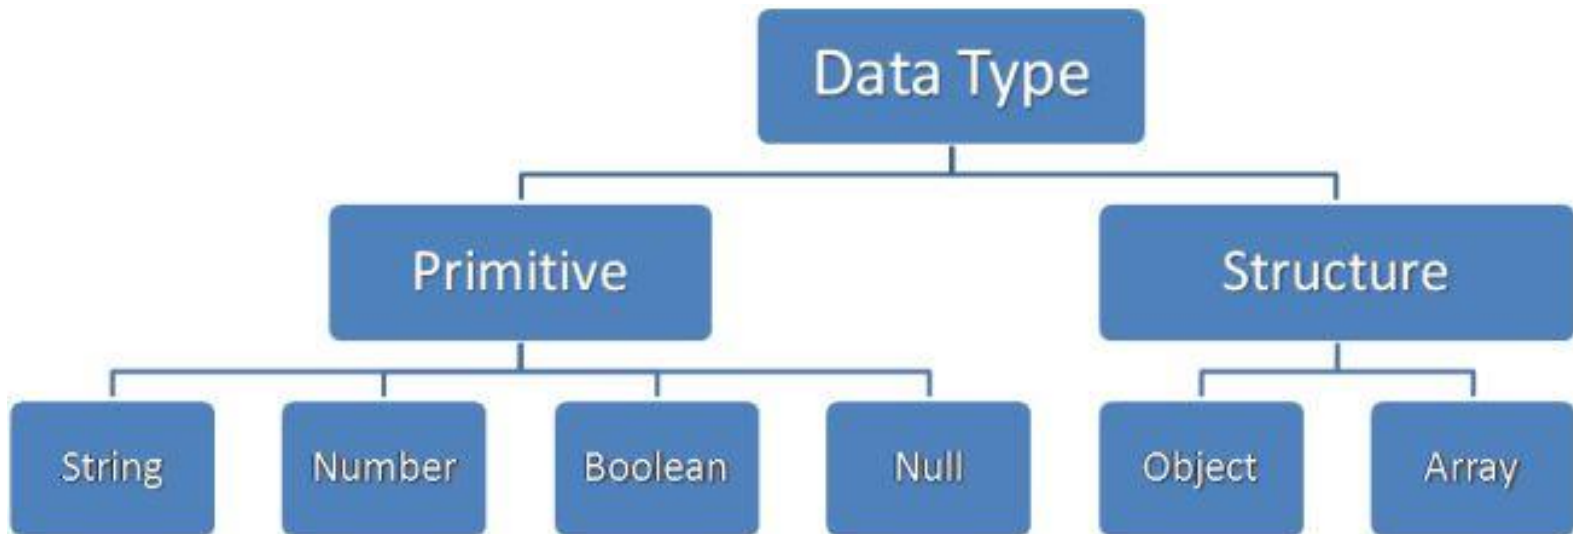 Data Type
Primitive
Structure
String
Number
Boolean
Null
Object
Array